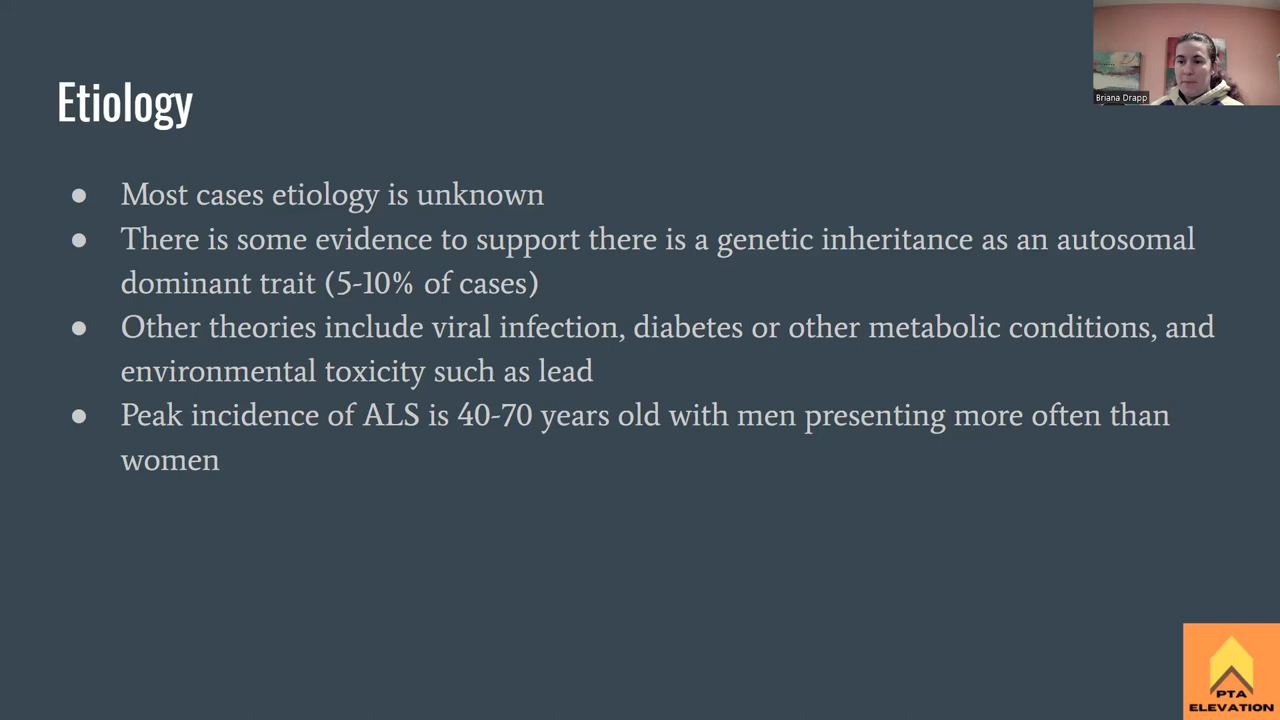 Etiology
Briana Drapp
● Most cases etiology is unknown
● There is some evidence to support there is a genetic inheritance as an autosomal
dominant trait (5-10% of cases)
● Other theories include viral infection, diabetes or other metabolic conditions, and
environmental toxicity such as lead
● Peak incidence of ALS is 40-70 years old with men presenting more often than
women
PTA
ELEVATION